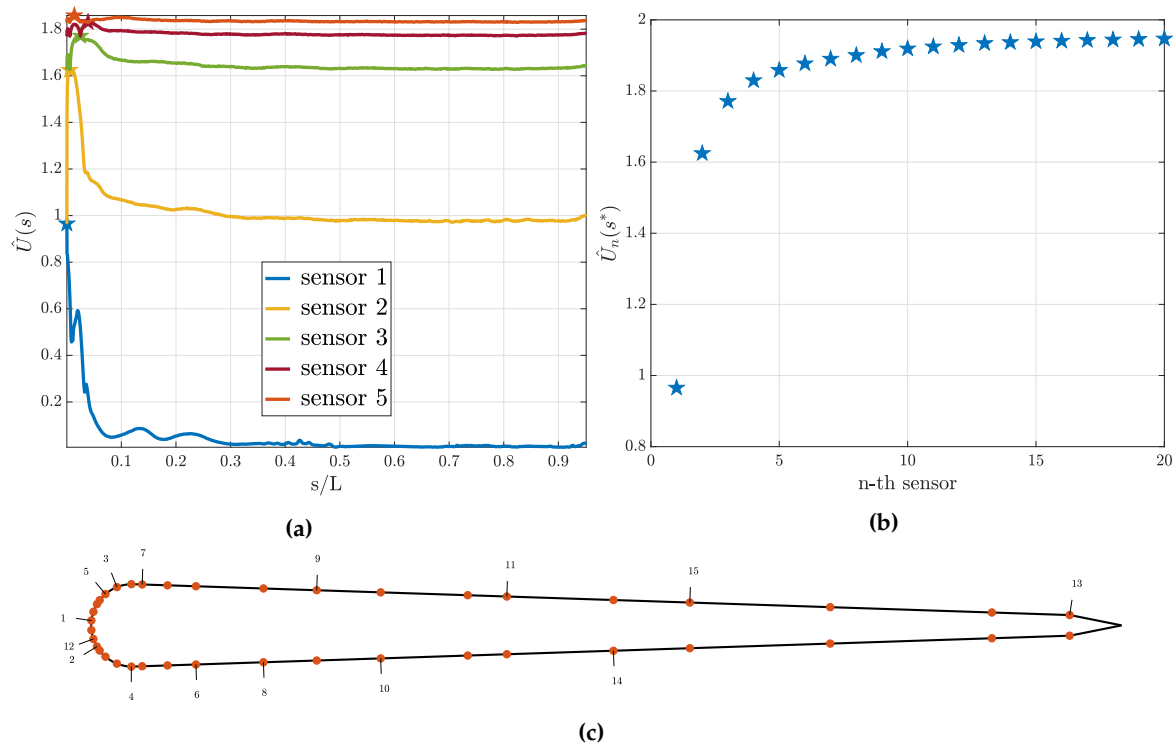 1.8
1.6
1.4
1.2
1
0.8
0.6
0.4
0.2
Û(s)
0.1 0.2 0.3 0.4 0.5 0.6 0.7 0.8 0.9
s/L
sensor 1
sensor 2
sensor 3
sensor 4
sensor 5
(a)
2
1.8
1.6
1.4
1.2
1
0.8
Ûₙ(s*)
0 5 10 15 20
n-th sensor
(b)
3 7 9 11 15 13
5
1
12
2
4 6 8 10 14
(c)